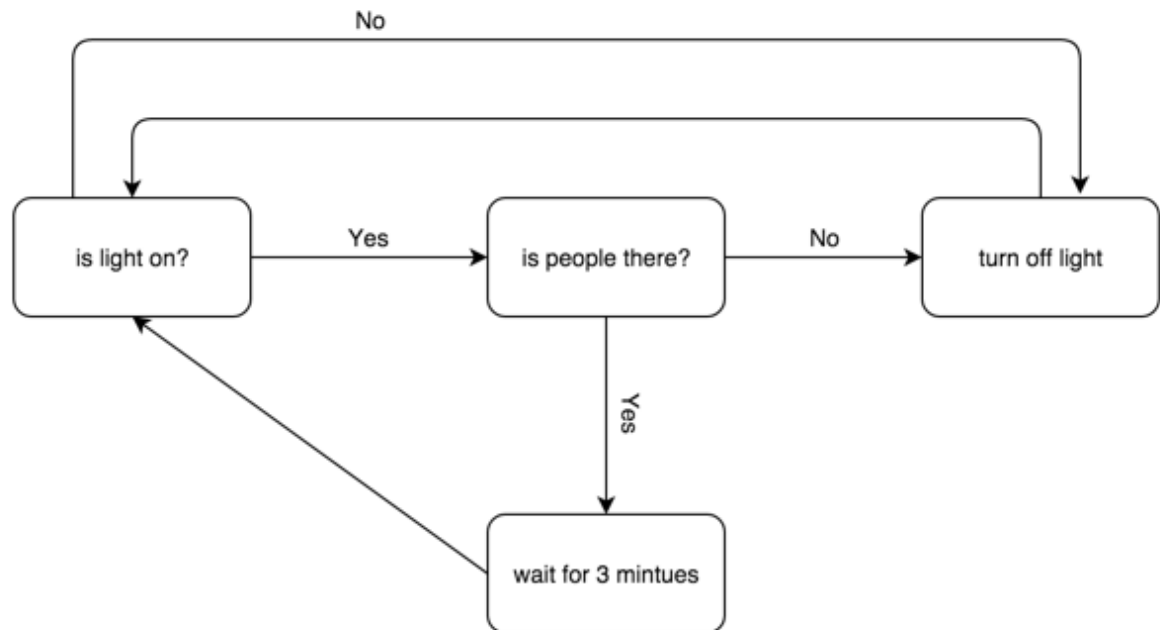 No
is light on?
Yes
is people there?
No
turn off light
Yes
wait for 3 mintues